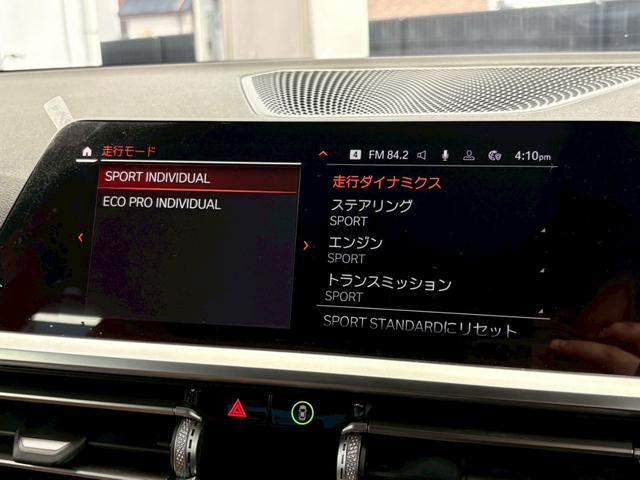 走行モード
4 FM 84.2 4:10pm
SPORT INDIVIDUAL
ECO PRO INDIVIDUAL
走行ダイナミクス
ステアリング
SPORT
エンジン
SPORT
トランスミッション
SPORT
SPORT STANDARDにリセット